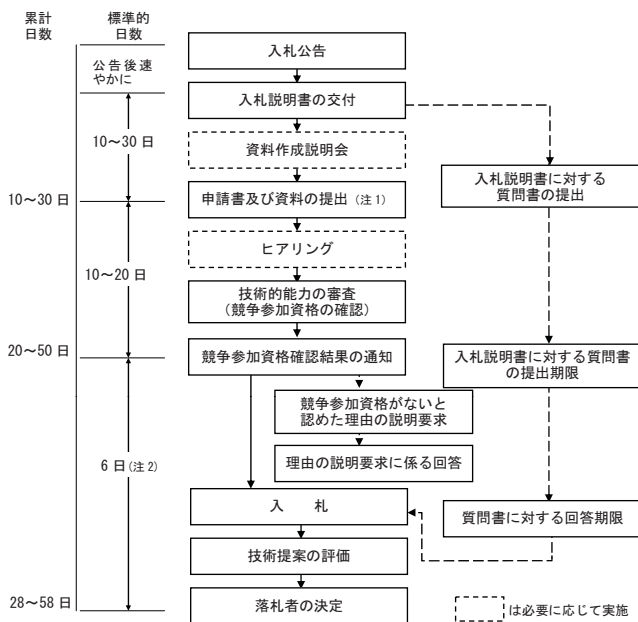 累計
日数
標準的
日数
公告後速
やかに
入札公告
入札説明書の交付
10～30 日
資料作成説明会
入札説明書に対する
質問書の提出
10～30 日
申請書及び資料の提出 (注 1)
ヒアリング
10～20 日
技術的能力の審査
(競争参加資格の確認)
20～50 日
競争参加資格確認結果の通知
入札説明書に対する質問書
の提出期限
競争参加資格がないと
認めた理由の説明要求
理由の説明要求に係る回答
6 日(注 2)
入 札
質問書に対する回答期限
技術提案の評価
28～58 日
落札者の決定
は必要に応じて実施